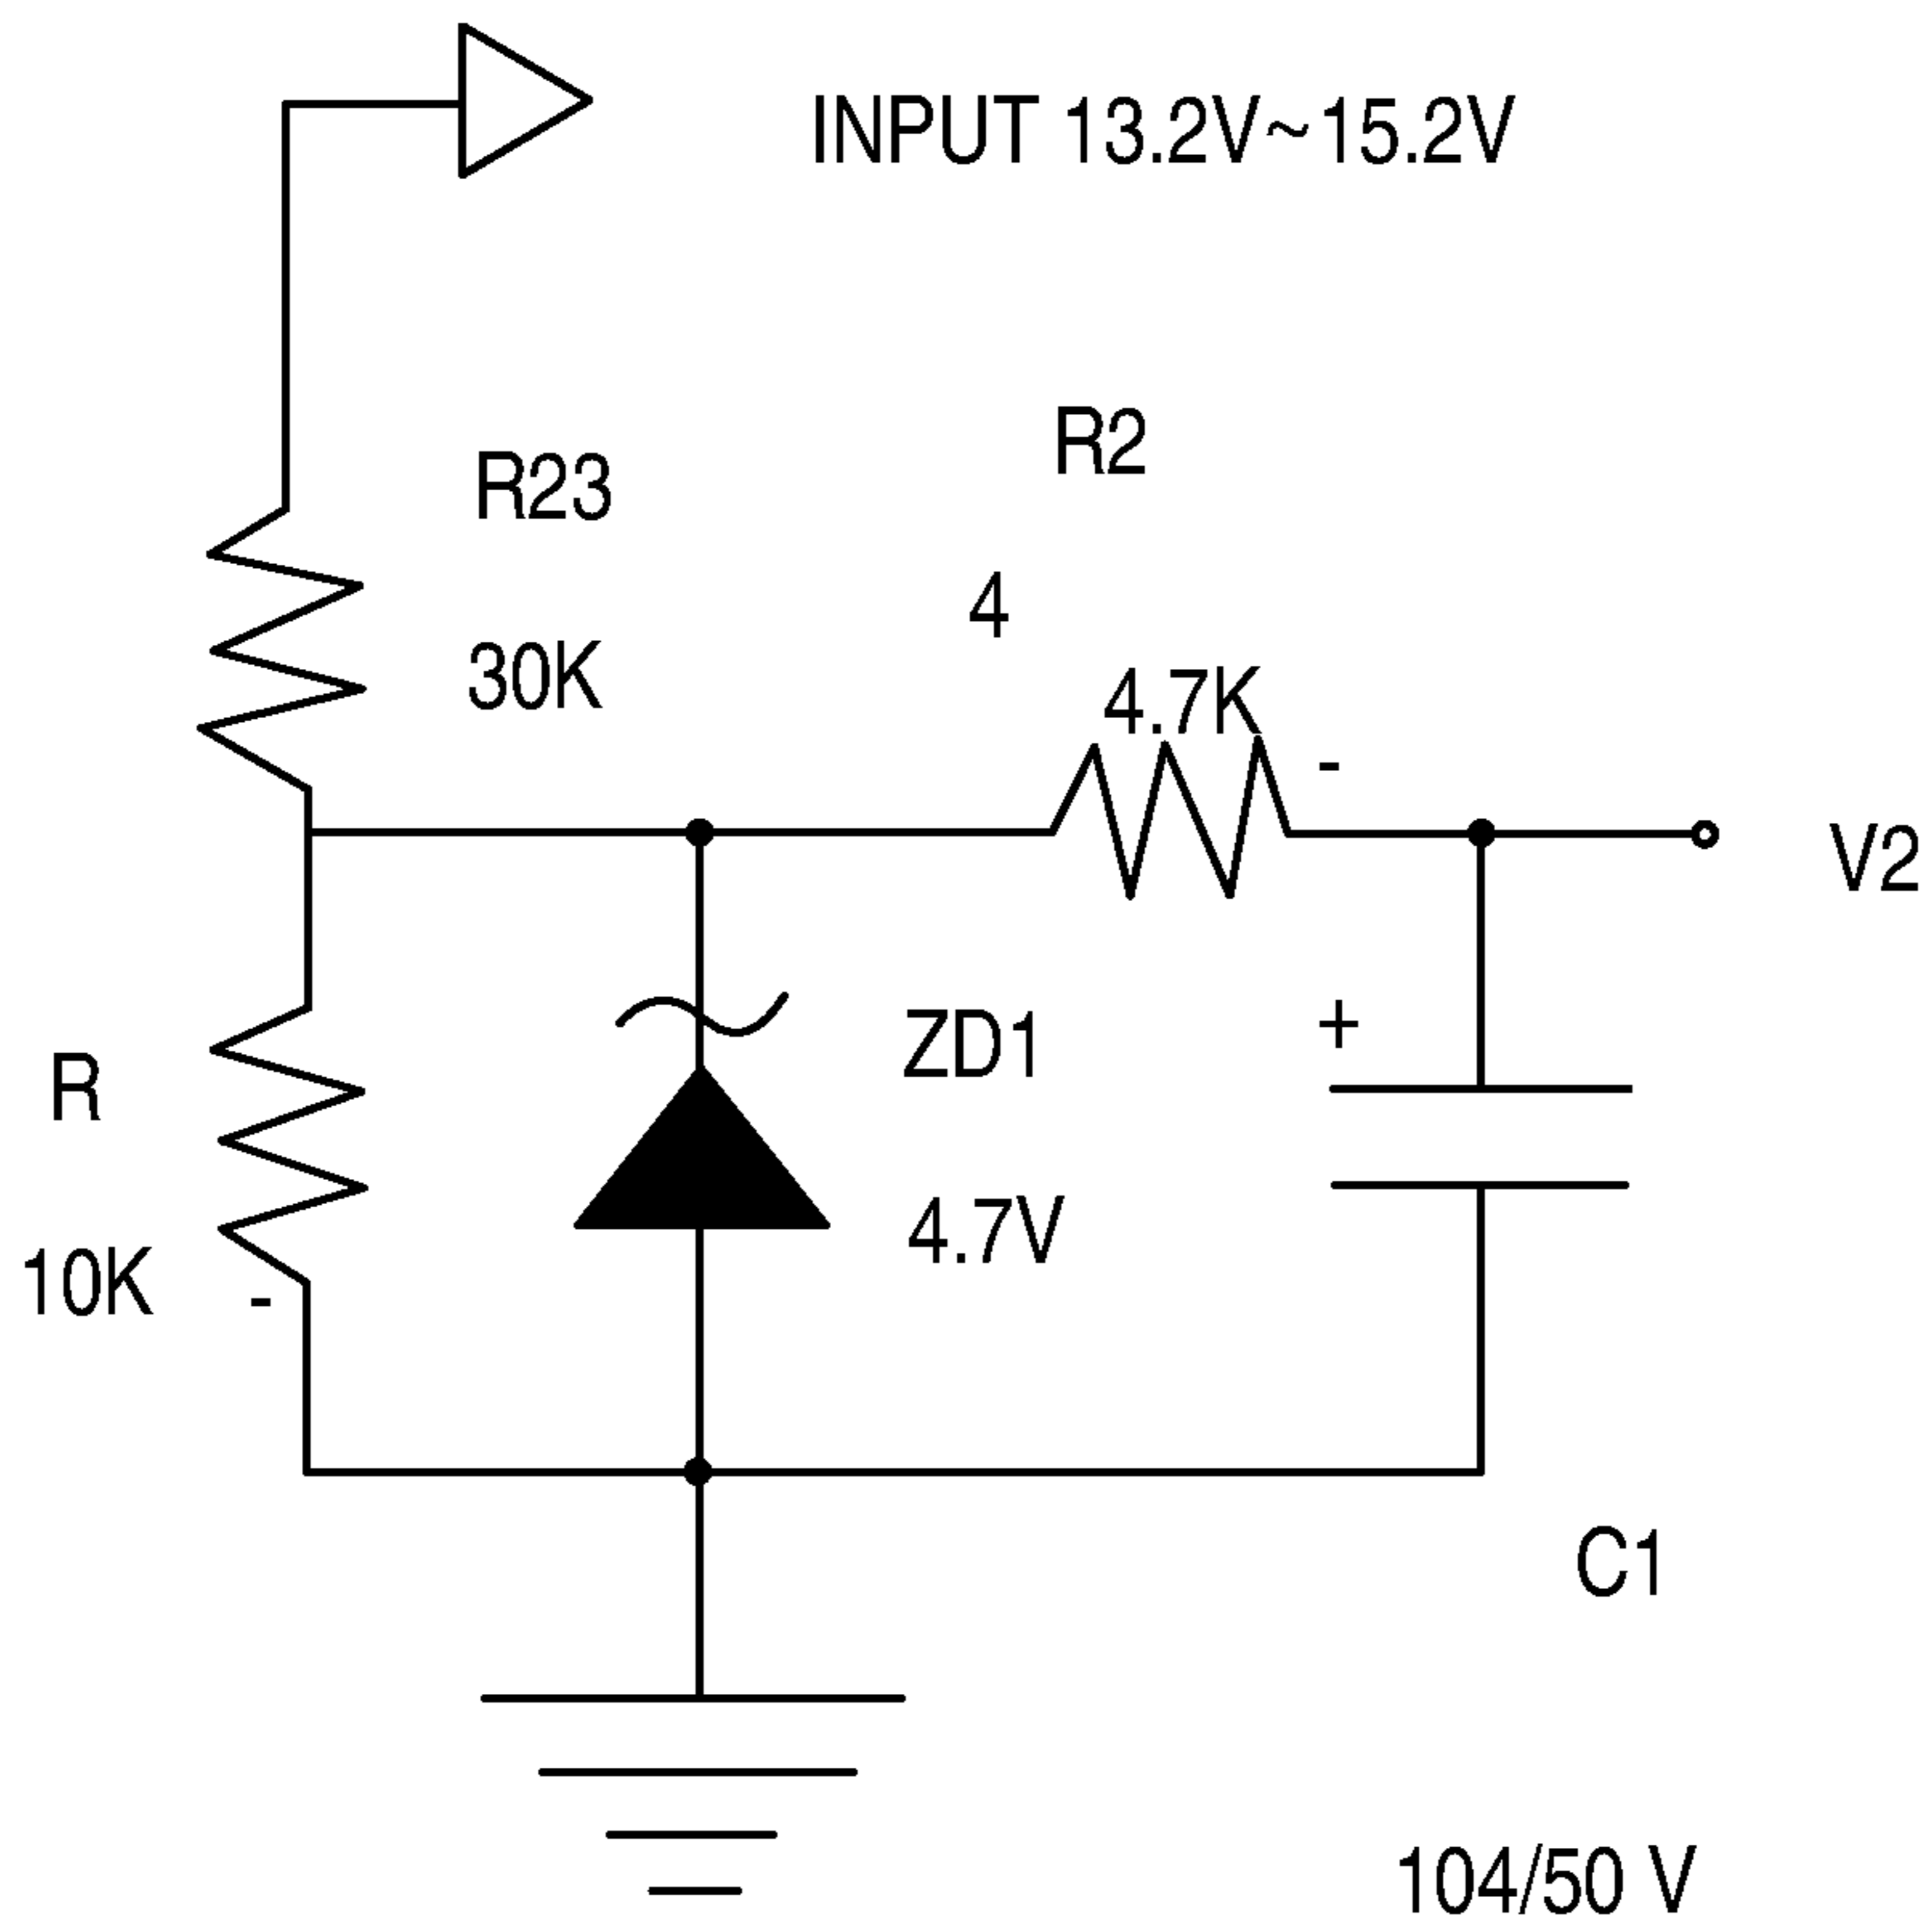 INPUT 13.2V~15.2V
R2
R23
4
30K
4.7K
-
V2
+
ZD1
R
4.7V
10K
-
C1
104/50 V